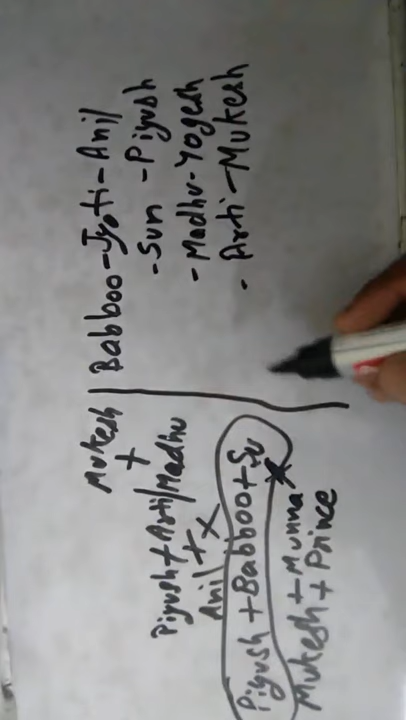 Mukesh | Babboo-Jyoti-Anil
+
- Sun - Piyush
Piyush + Arti/Madhu
- Madhu-Yogesh
Anil + X
- Arti-Mukesh
Piyush + Babboo +
Mukesh + Munna
+ Prince